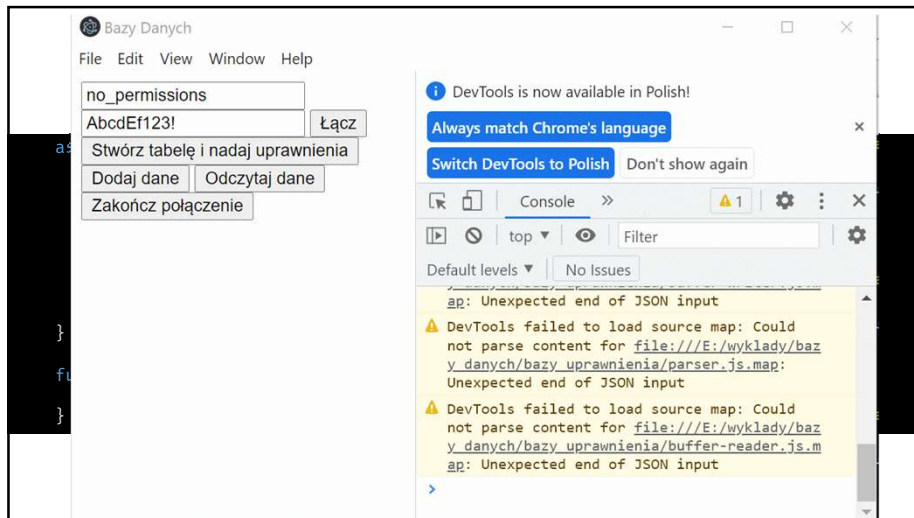 Bazy Danych
File Edit View Window Help
no_permissions
AbcdEf123!
Łącz
Stwórz tabelę i nadaj uprawnienia
Dodaj dane
Odczytaj dane
Zakończ połączenie
DevTools is now available in Polish!
Always match Chrome's language
Switch DevTools to Polish
Don't show again
Console
1
top
Filter
Default levels
No Issues
ap: Unexpected end of JSON input
DevTools failed to load source map: Could
not parse content for file:///E:/wyklady/baz
y_danych/bazy_uprawnienia/parser.js.map:
Unexpected end of JSON input
DevTools failed to load source map: Could
not parse content for file:///E:/wyklady/baz
y_danych/bazy_uprawnienia/buffer-reader.js.m
ap: Unexpected end of JSON input
}
}